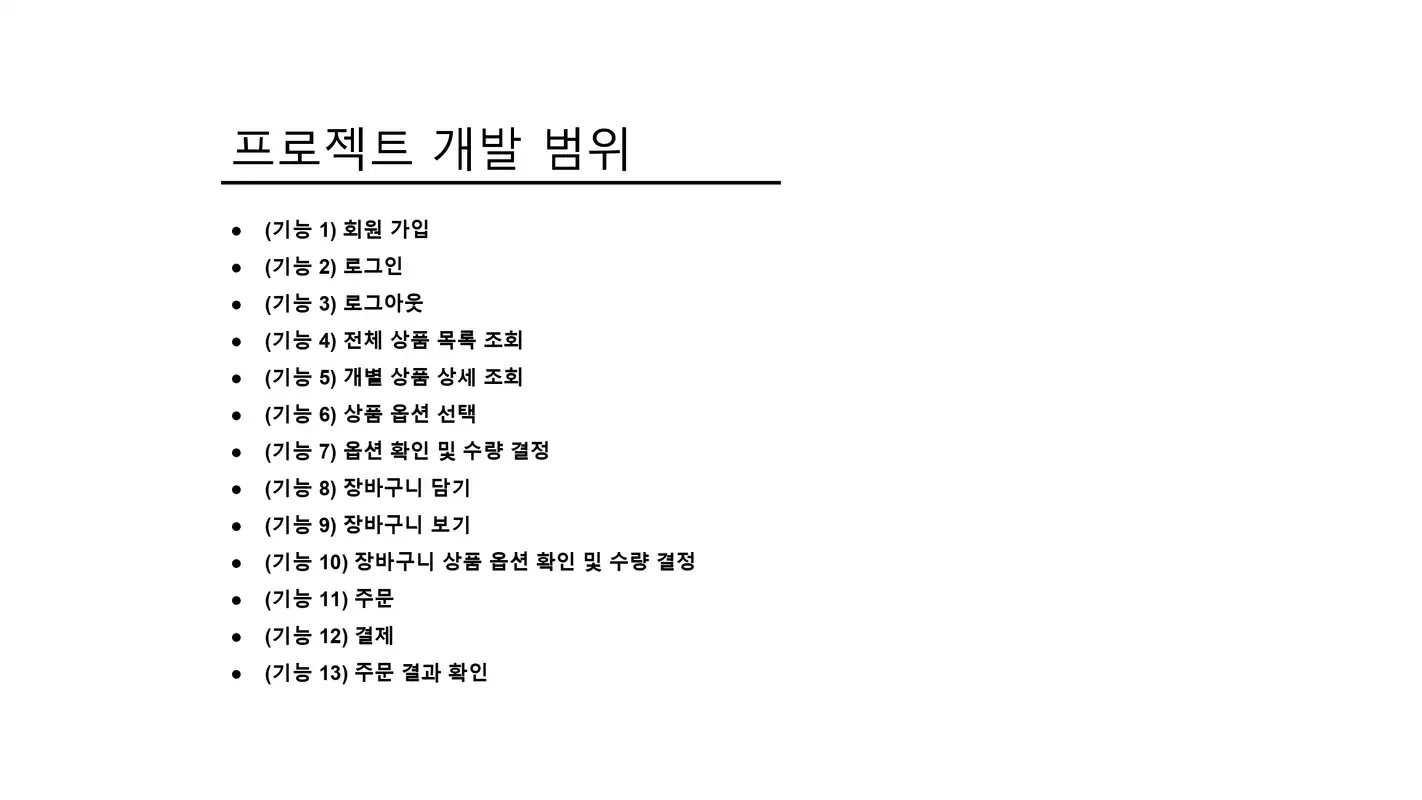 프로젝트 개발 범위
● (기능 1) 회원 가입
● (기능 2) 로그인
● (기능 3) 로그아웃
● (기능 4) 전체 상품 목록 조회
● (기능 5) 개별 상품 상세 조회
● (기능 6) 상품 옵션 선택
● (기능 7) 옵션 확인 및 수량 결정
● (기능 8) 장바구니 담기
● (기능 9) 장바구니 보기
● (기능 10) 장바구니 상품 옵션 확인 및 수량 결정
● (기능 11) 주문
● (기능 12) 결제
● (기능 13) 주문 결과 확인